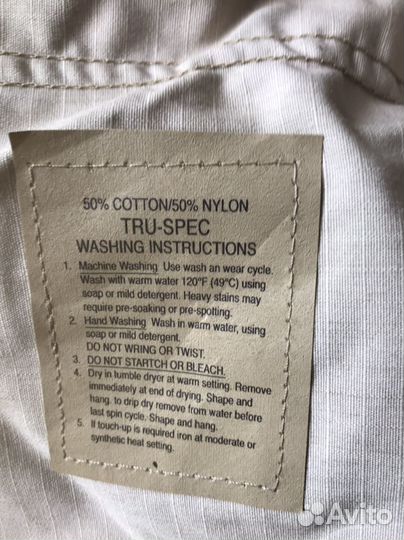 50% COTTON/50% NYLON
TRU-SPEC
WASHING INSTRUCTIONS
1. Machine Washing Use wash an wear cycle.
Wash with warm water 120°F (49°C) using
soap or mild detergent. Heavy stains may
require pre-soaking or pre-spotting.
2. Hand Washing Wash in warm water, using
soap or mild detergent.
DO NOT WRING OR TWIST.
3. DO NOT STARTCH OR BLEACH.
4. Dry in tumble dryer at warm setting. Remove
immediately at end of drying. Shape and
hang. to drip dry remove from water before
last spin cycle. Shape and hang.
5. If touch-up is required iron at moderate or
synthetic heat setting.
Avito